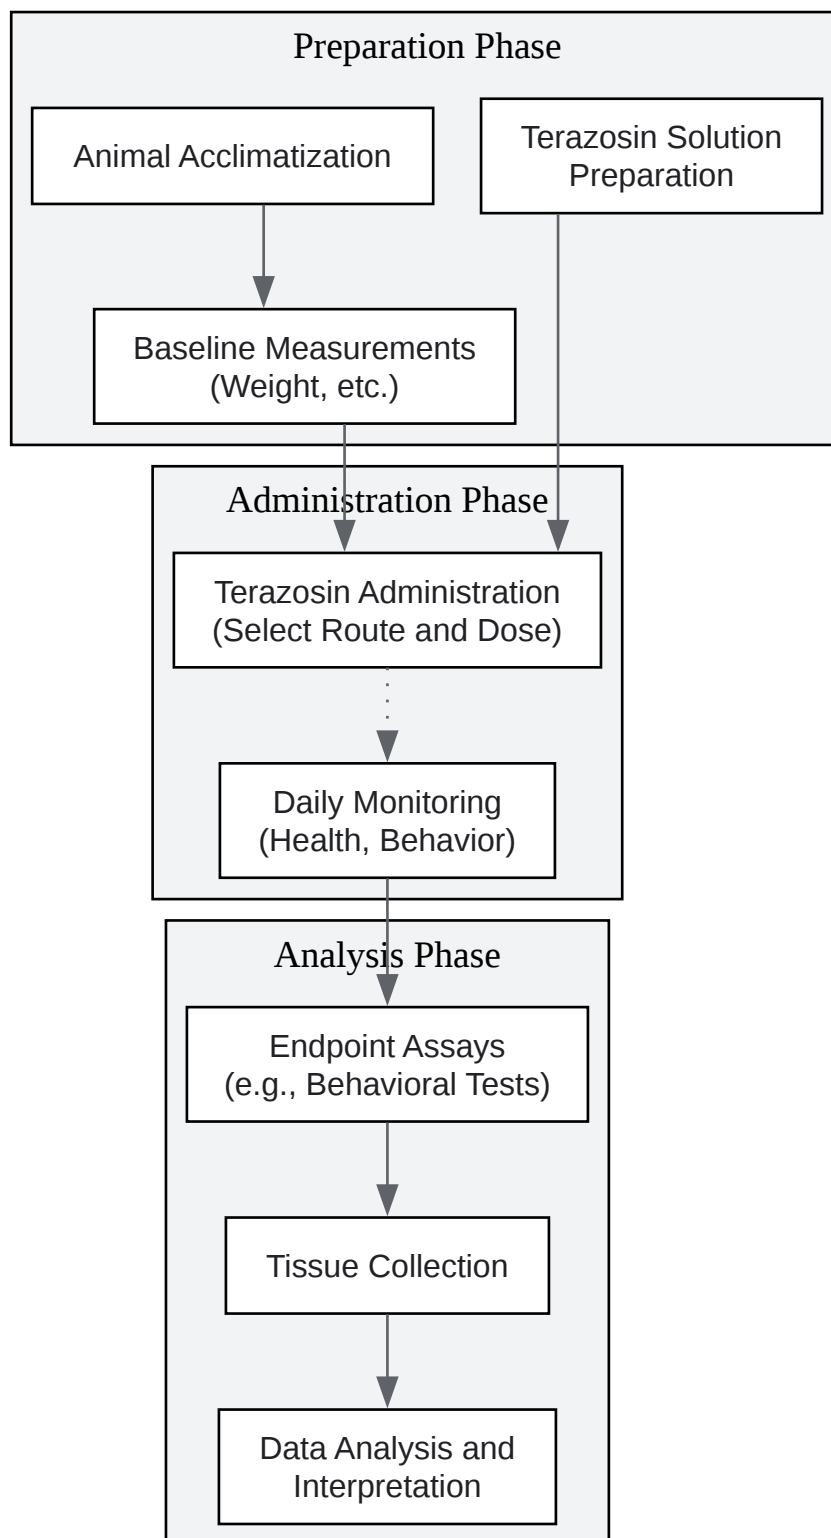 Preparation Phase
Animal Acclimatization
Terazosin Solution
Preparation
Baseline Measurements
(Weight, etc.)
Administration Phase
Terazosin Administration
(Select Route and Dose)
Daily Monitoring
(Health, Behavior)
Analysis Phase
Endpoint Assays
(e.g., Behavioral Tests)
Tissue Collection
Data Analysis and
Interpretation